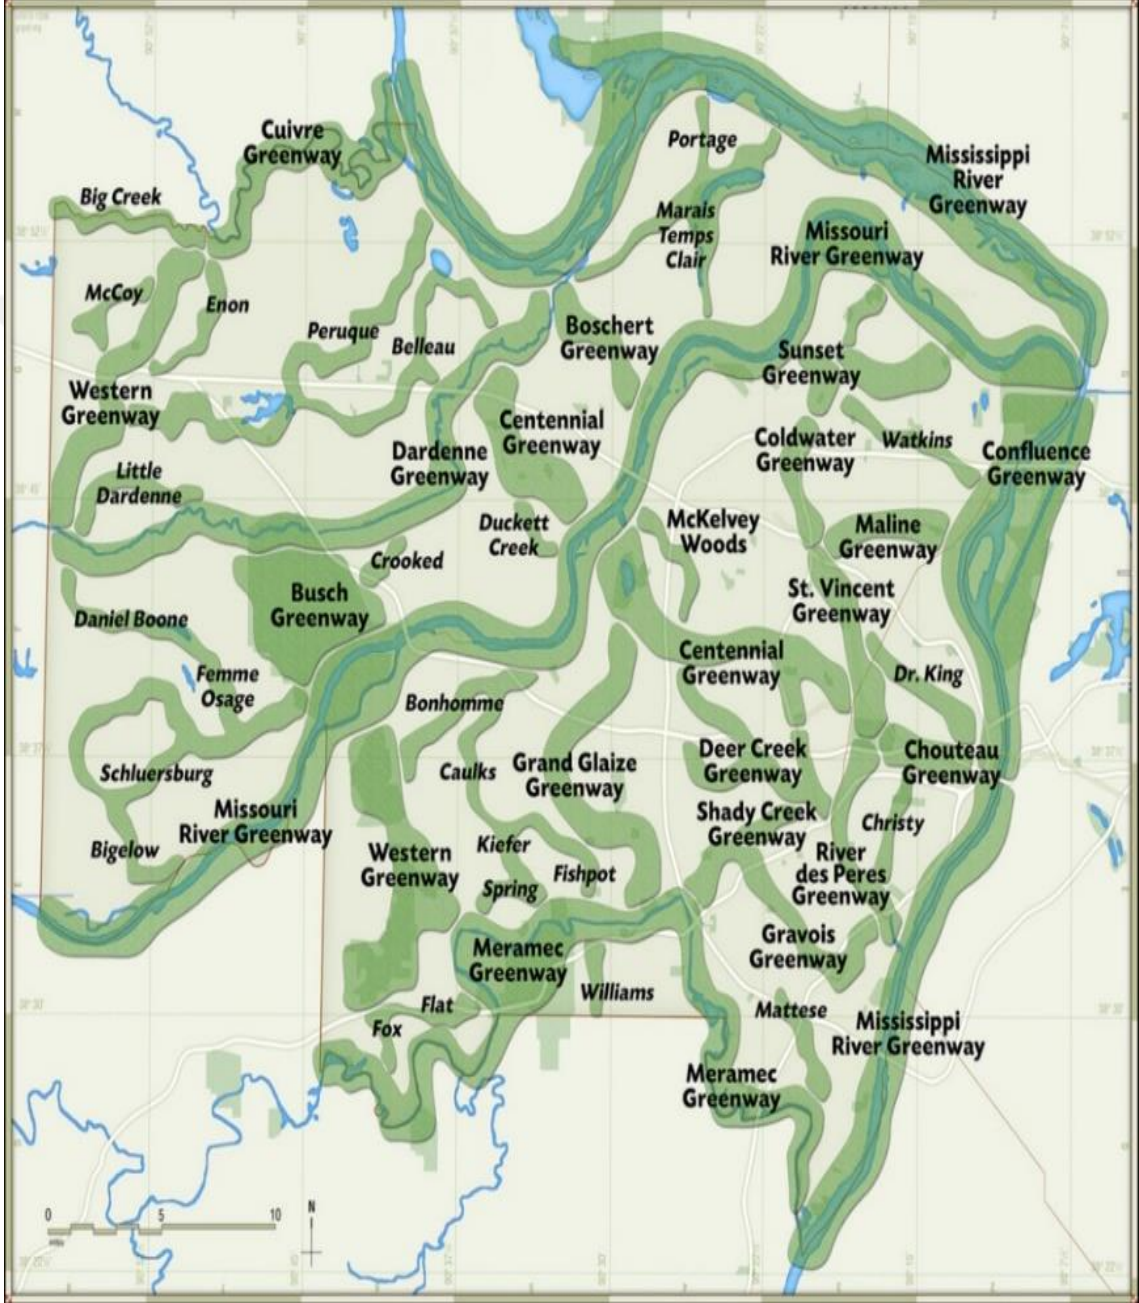 Cuivre
Greenway
Portage
Mississippi
River
Greenway
Big Creek
Marais
Temps
Clair
Missouri
River Greenway
McCoy
Enon
Peruque
Belleau
Boschert
Greenway
Sunset
Greenway
Western
Greenway
Centennial
Greenway
Dardenne
Greenway
Coldwater
Greenway
Watkins
Confluence
Greenway
Little
Dardenne
Duckett
Creek
McKelvey
Woods
Maline
Greenway
Crooked
Busch
Greenway
St. Vincent
Greenway
Daniel Boone
Centennial
Greenway
Dr. King
Femme
Osage
Bonhomme
Schluersburg
Caulks
Grand Glaize
Greenway
Deer Creek
Greenway
Chouteau
Greenway
Missouri
River Greenway
Shady Creek
Greenway
Christy
Bigelow
Western
Greenway
Kiefer
Fishpot
Spring
River
des Peres
Greenway
Meramec
Greenway
Gravois
Greenway
Williams
Flat
Fox
Mattese
Mississippi
River Greenway
Meramec
Greenway
0 5 10
N